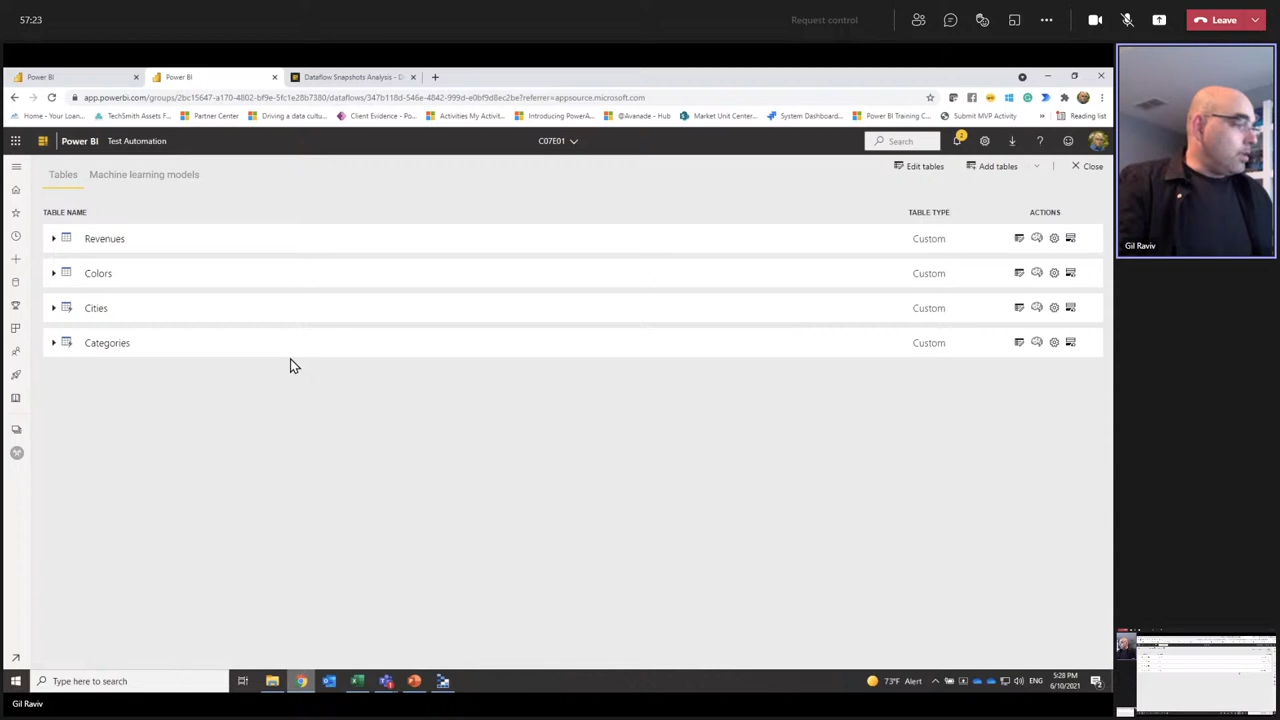 57:23
Request control
Leave
Power BI
Power BI
Dataflow Snapshots Analysis - D
app.powerbi.com/groups/2bc15647-a170-4802-bf9e-5fc1e28b7380/dataflows/347b118d-546e-4842-999d-e0bf9d8ec2be?referrer=appsource.microsoft.com
Home - Your Loan...
TechSmith Assets F...
Partner Center
Driving a data cultu...
Client Evidence - Po...
Activities My Activit...
Introducing PowerA...
@Avanade - Hub
Market Unit Center...
System Dashboard...
Power BI Training C...
Submit MVP Activity
Reading list
Power BI
Test Automation
C07E01
Search
2
Tables
Machine learning models
Edit tables
Add tables
Close
TABLE NAME
TABLE TYPE
ACTIONS
Revenues
Custom
Colors
Custom
Cities
Custom
Categories
Custom
Gil Raviv
Type here to search
73°F Alert
ENG
5:28 PM
6/10/2021
2
Gil Raviv